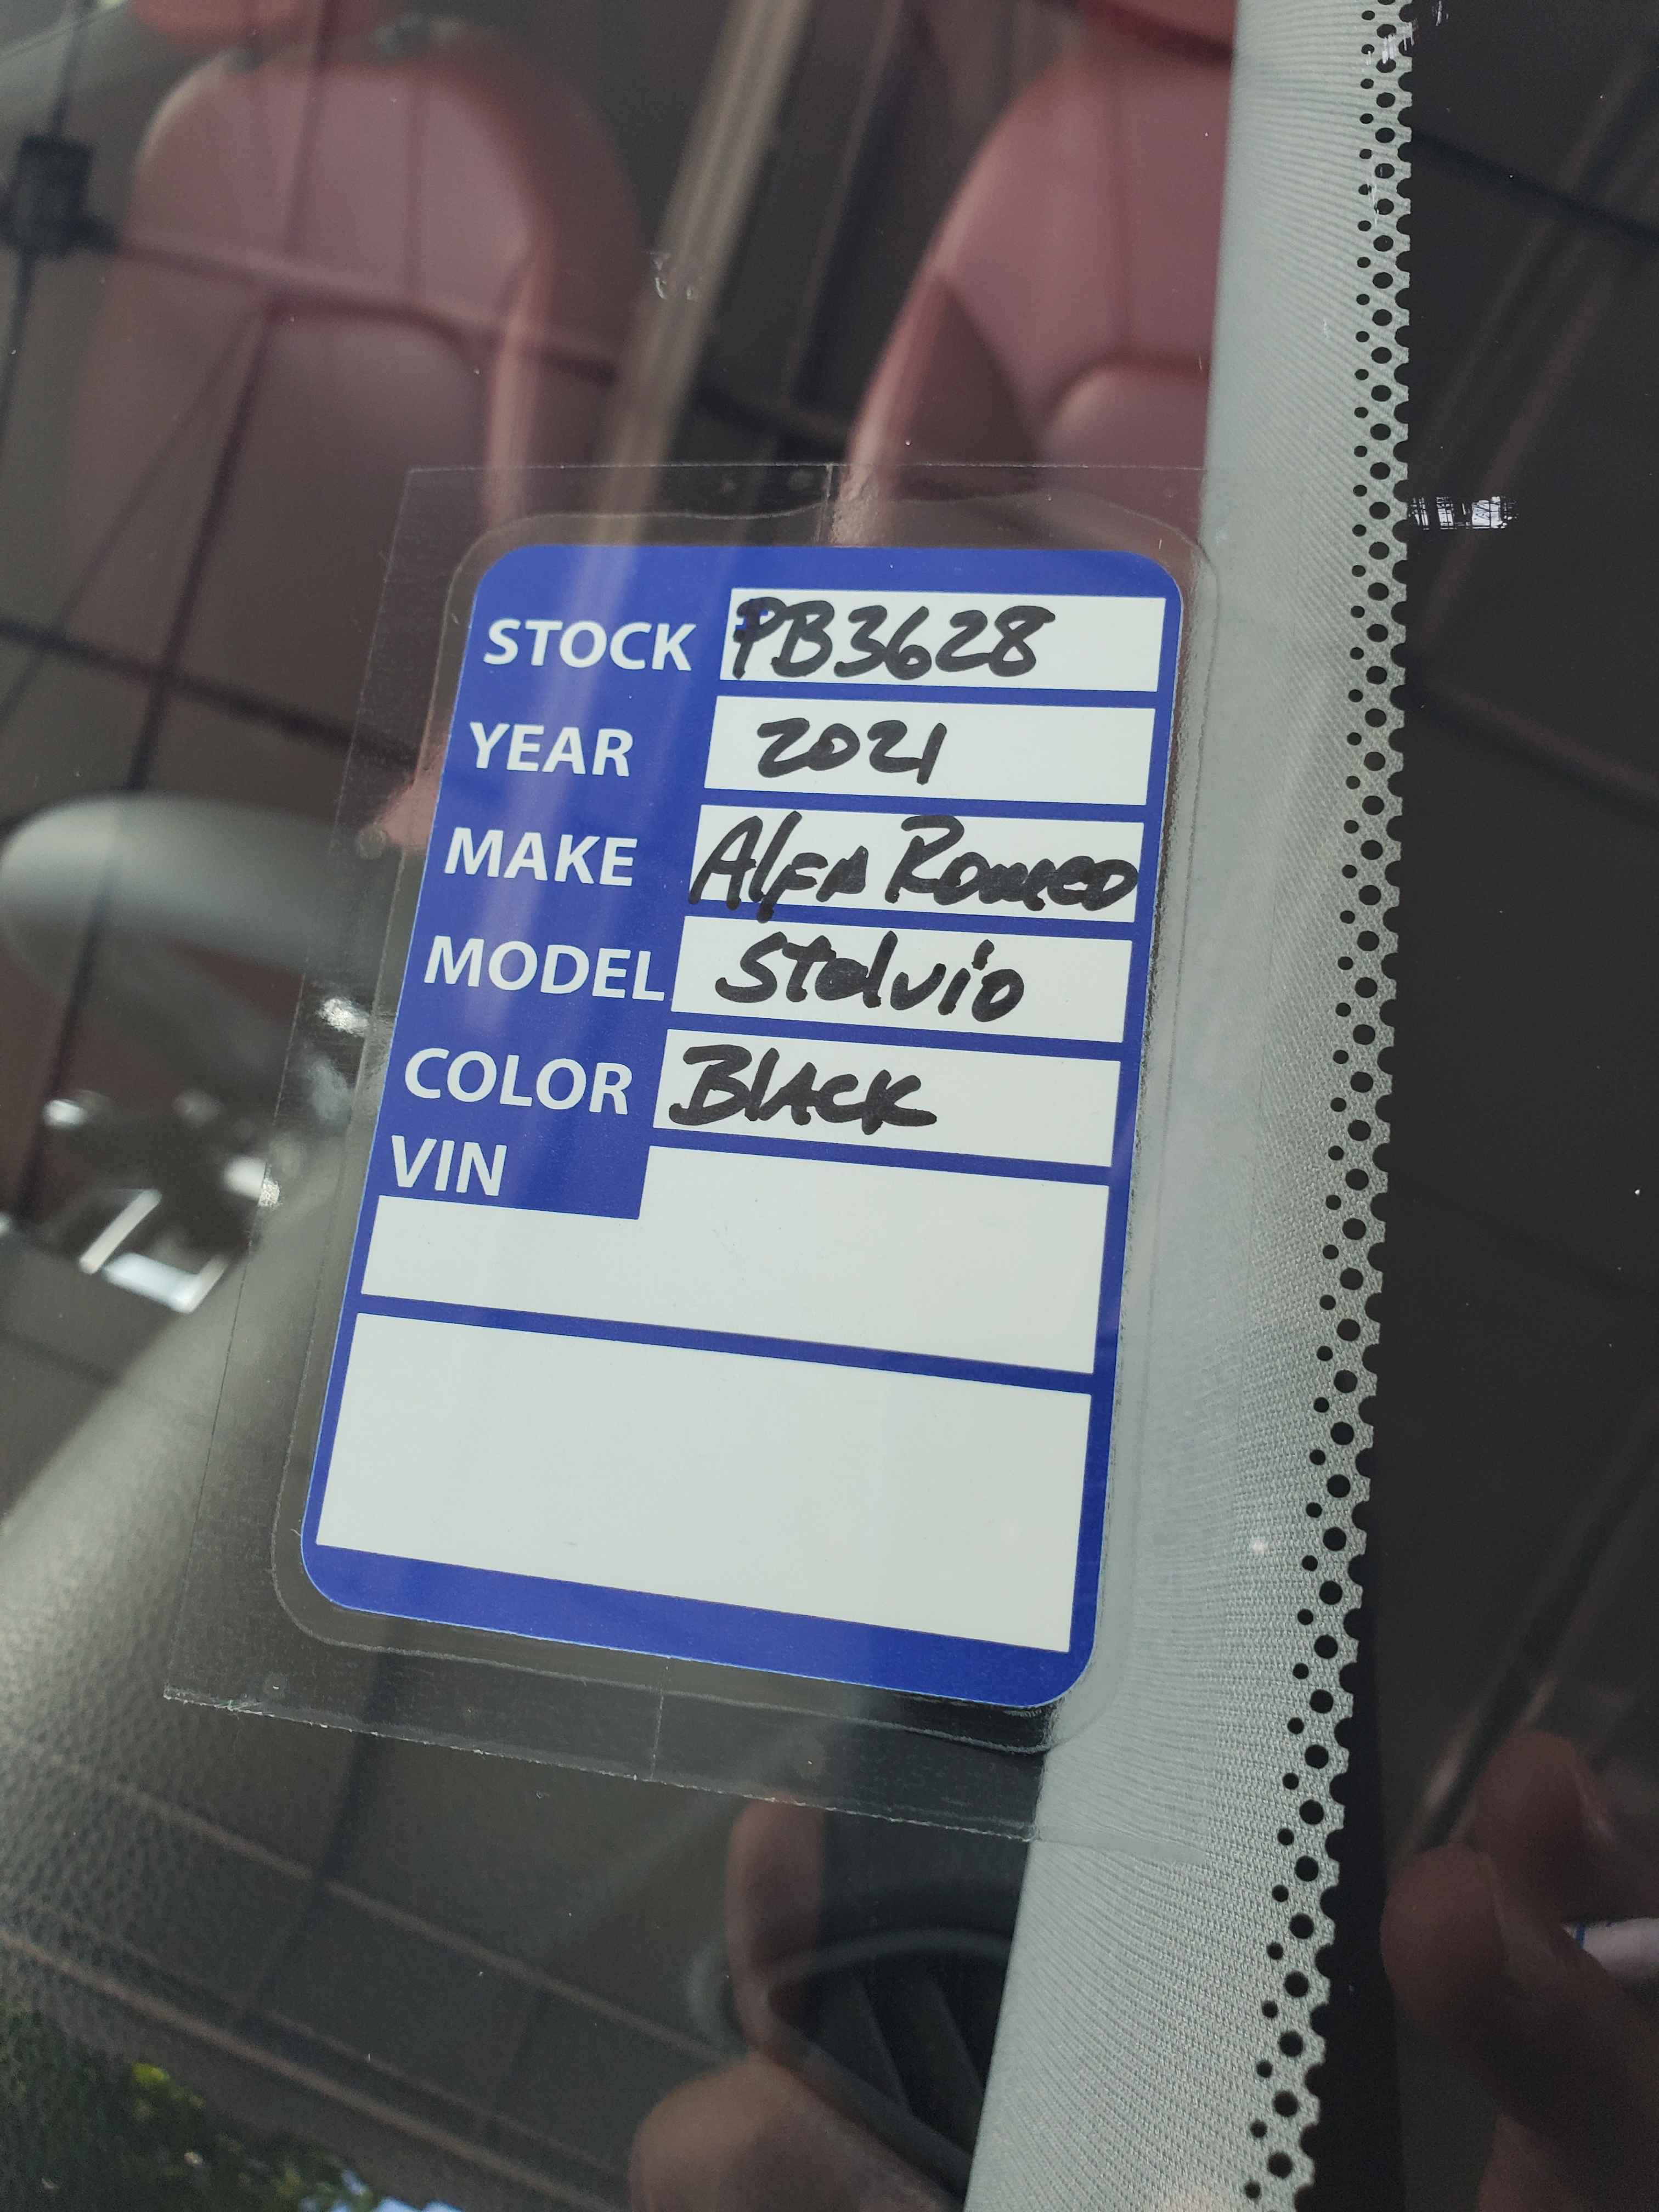 STOCK PB3628
YEAR 2021
MAKE Alfa Romeo
MODEL Stelvio
COLOR Black
VIN